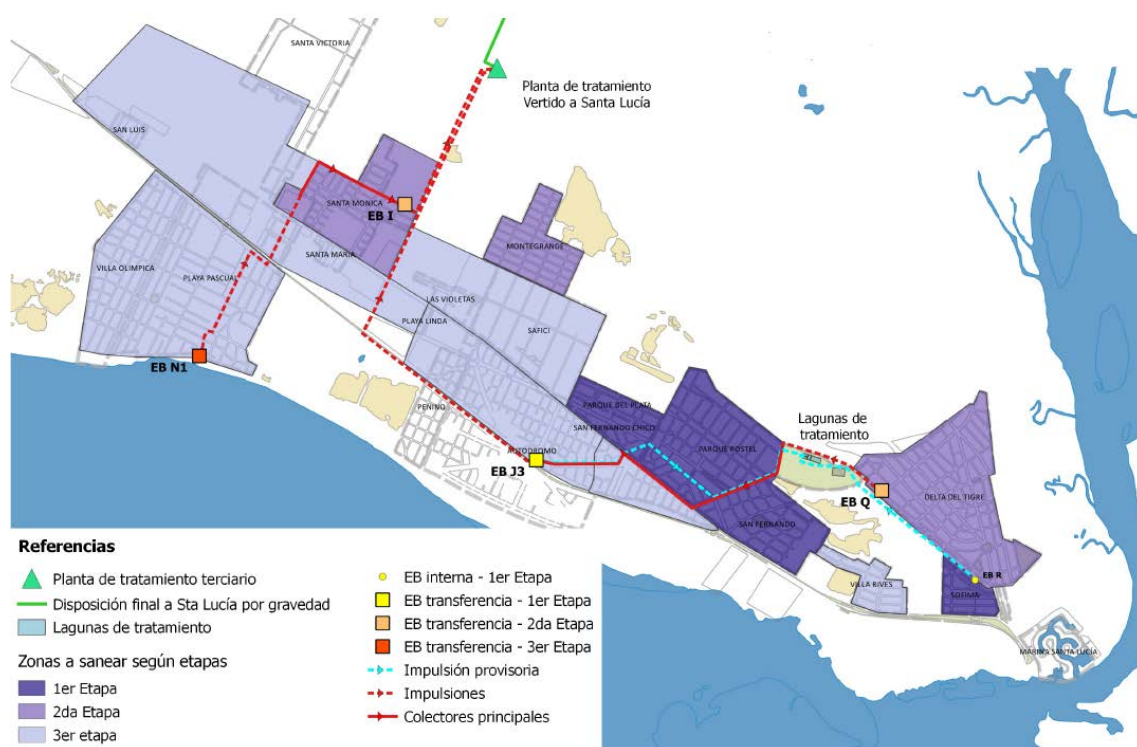 SANTA VICTORIA
Planta de tratamiento
Vertido a Santa Lucía
SAN LUIS
SANTA MONICA
EB I
MONTEGRANDE
SANTA MARIA
VILLA OLIMPICA
PLAYA PASCUAL
LAS VIOLETAS
PLAYA LINDA
SAFICI
EB N1
PENINO
PARQUE DEL PLATA
SAN FERNANDO CHICO
Lagunas de
tratamiento
AUTODROMO
PARQUE POSTEL
EB J3
EB Q
DELTA DEL TIGRE
SAN FERNANDO
EB R
VILLA RIVES
SOFIMA
MARINA SANTA LUCÍA
Referencias
Planta de tratamiento terciario
Disposición final a Sta Lucía por gravedad
Lagunas de tratamiento
Zonas a sanear según etapas
1er Etapa
2da Etapa
3er etapa
EB interna - 1er Etapa
EB transferencia - 1er Etapa
EB transferencia - 2da Etapa
EB transferencia - 3er Etapa
Impulsión provisoria
Impulsiones
Colectores principales